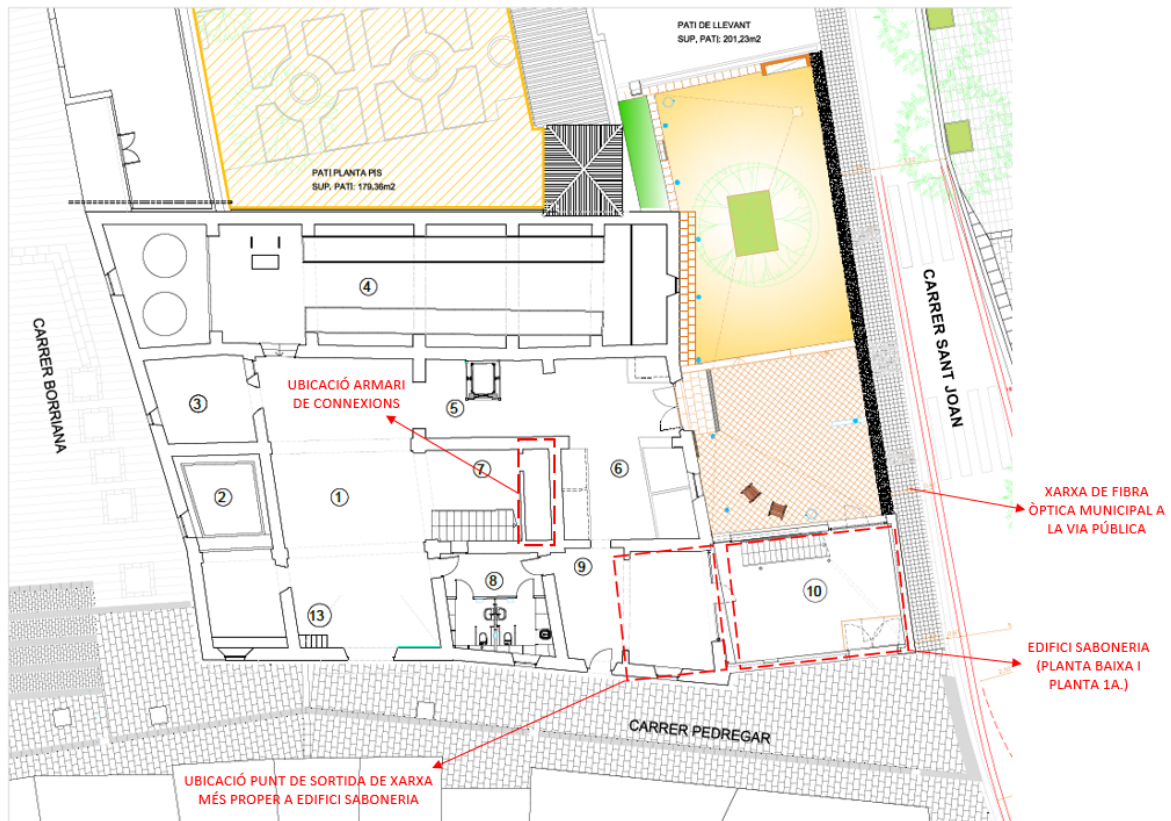 PATI DE LLEVANT
SUP, PATI: 201,23m2
PATI PLANTA PIS
SUP. PATI: 179,36m2
CARRER BORRIANA
CARRER SANT JOAN
4
UBICACIÓ ARMARI
DE CONNEXIONS
3
5
7
6
2
1
XARXA DE FIBRA
ÒPTICA MUNICIPAL A
LA VIA PÚBLICA
9
8
10
13
EDIFICI SABONERIA
(PLANTA BAIXA I
PLANTA 1A.)
CARRER PEDREGAR
UBICACIÓ PUNT DE SORTIDA DE XARXA
MÉS PROPER A EDIFICI SABONERIA